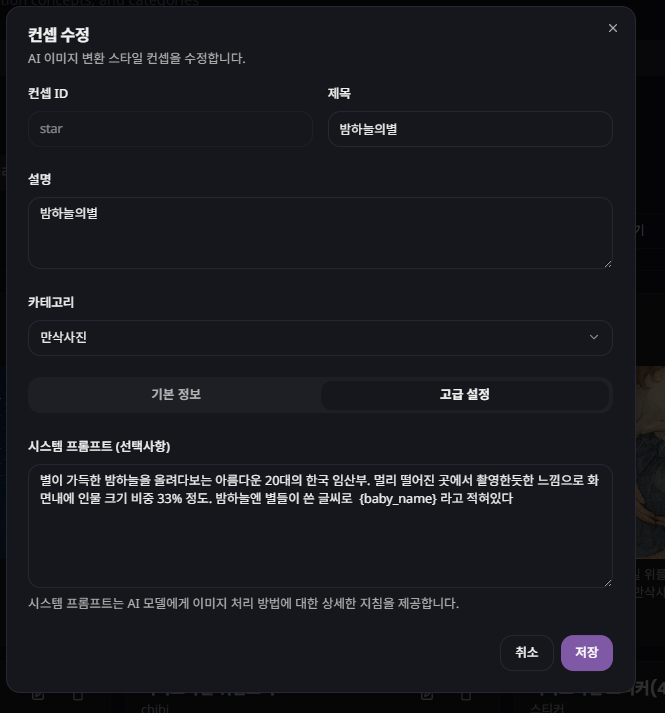 tion concepts, and categories
컨셉 수정
AI 이미지 변환 스타일 컨셉을 수정합니다.
컨셉 ID
제목
star
밤하늘의별
설명
밤하늘의별
카테고리
만삭사진
기본 정보
고급 설정
시스템 프롬프트 (선택사항)
별이 가득한 밤하늘을 올려다보는 아름다운 20대의 한국 임산부. 멀리 떨어진 곳에서 촬영한듯한 느낌으로 화
면내에 인물 크기 비중 33% 정도. 밤하늘엔 별들이 쓴 글씨로 {baby_name} 라고 적혀있다
시스템 프롬프트는 AI 모델에게 이미지 처리 방법에 대한 상세한 지침을 제공합니다.
취소
저장
chibi
스티커